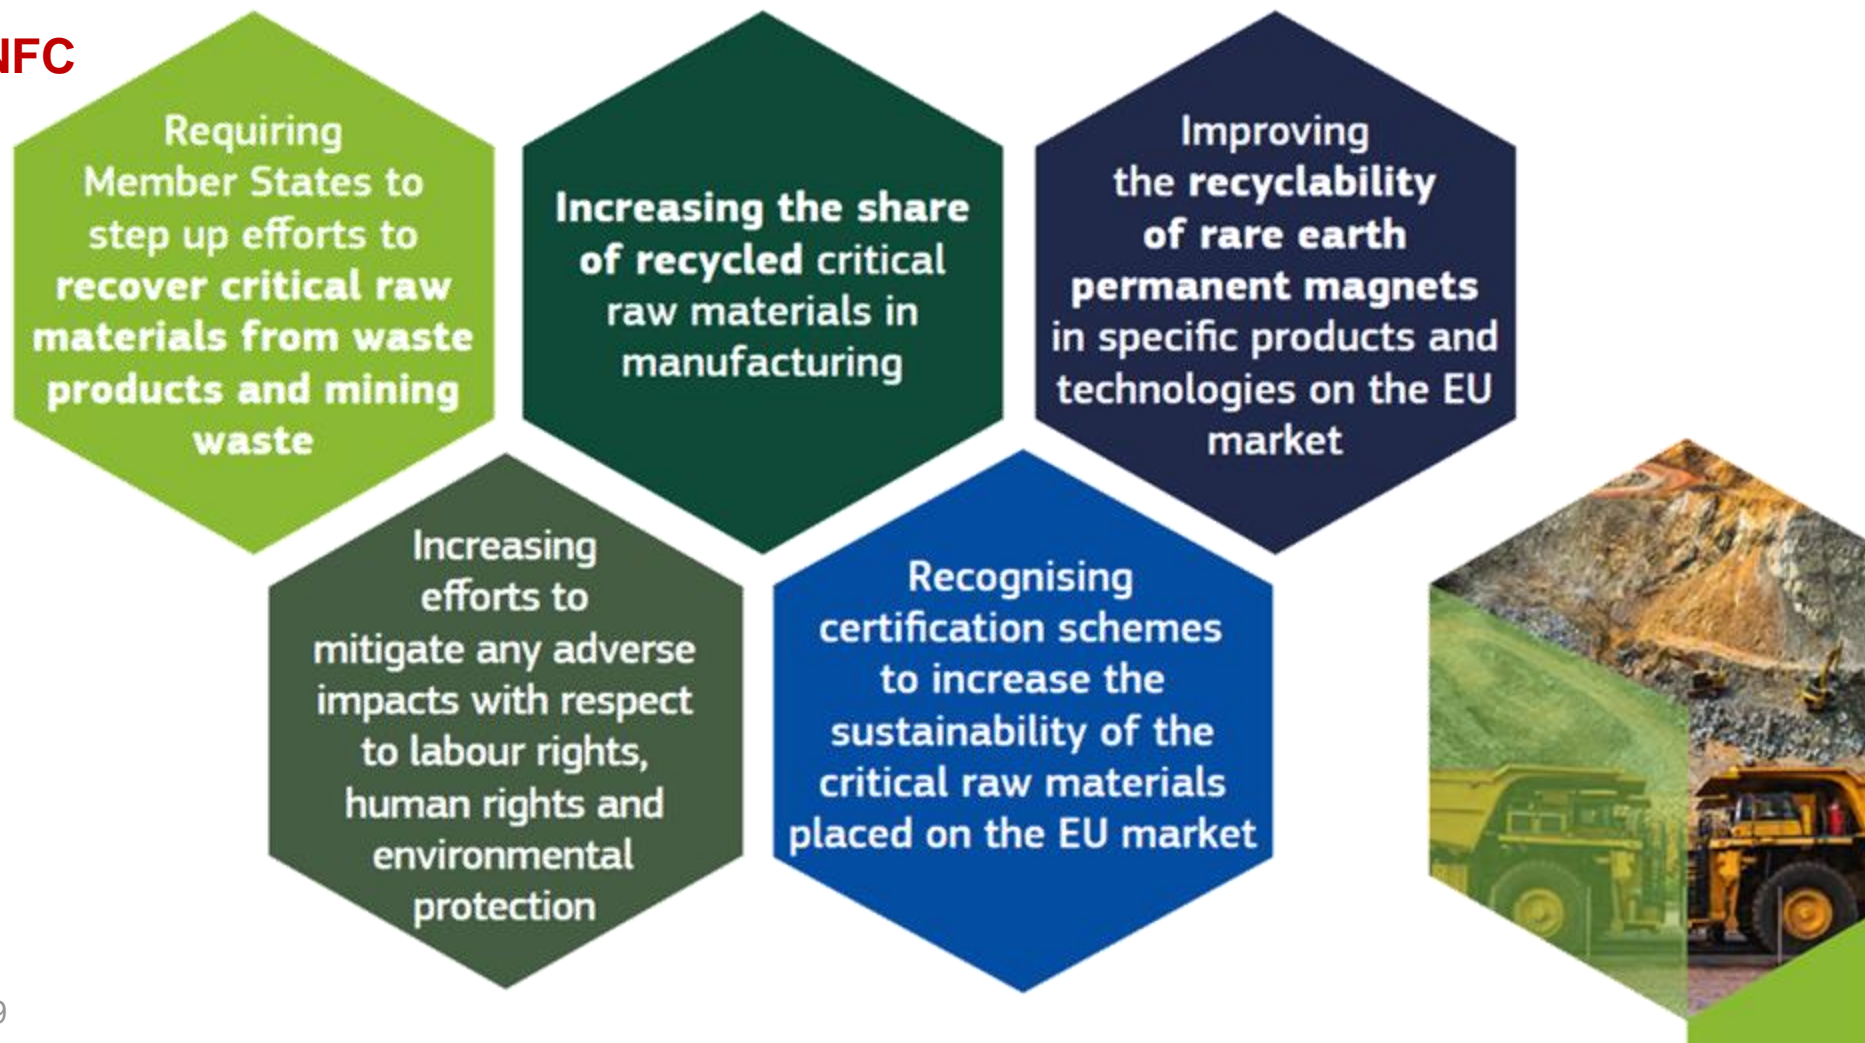 NFC
Requiring
Member States to
step up efforts to
recover critical raw
materials from waste
products and mining
waste
Increasing the share
of recycled critical
raw materials in
manufacturing
Improving
the recyclability
of rare earth
permanent magnets
in specific products and
technologies on the EU
market
Increasing
efforts to
mitigate any adverse
impacts with respect
to labour rights,
human rights and
environmental
protection
Recognising
certification schemes
to increase the
sustainability of the
critical raw materials
placed on the EU market
9